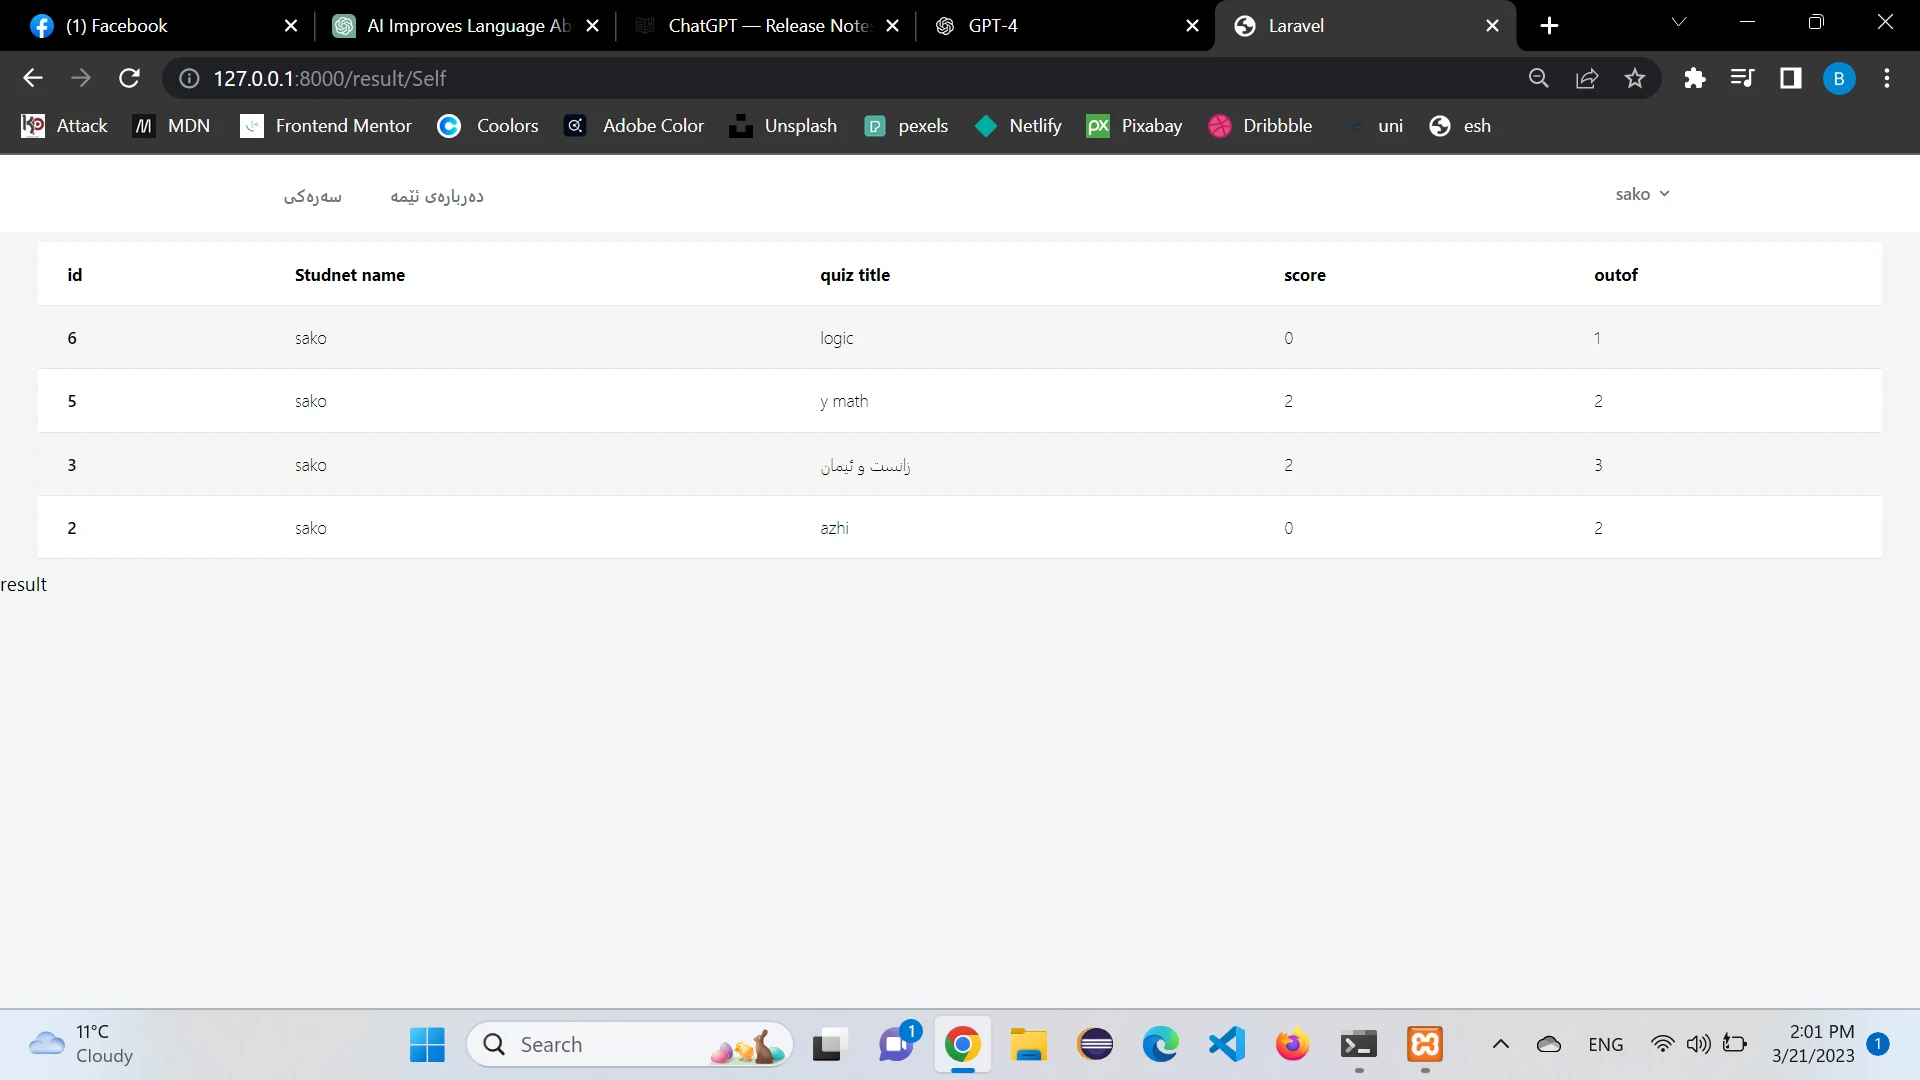 (1) Facebook
AI Improves Language Ab
ChatGPT — Release Note
GPT-4
Laravel
127.0.0.1:8000/result/Self
B
Attack
MDN
Frontend Mentor
Coolors
Adobe Color
Unsplash
pexels
Netlify
Pixabay
Dribbble
uni
esh
سەرەکی
دەربارەی ئێمە
sako
id Studnet name quiz title score outof
6 sako logic 0 1
5 sako y math 2 2
3 sako زانست و ئیمان 2 3
2 sako azhi 0 2
result
11°C
Cloudy
Search
1
ENG
2:01 PM
3/21/2023
1